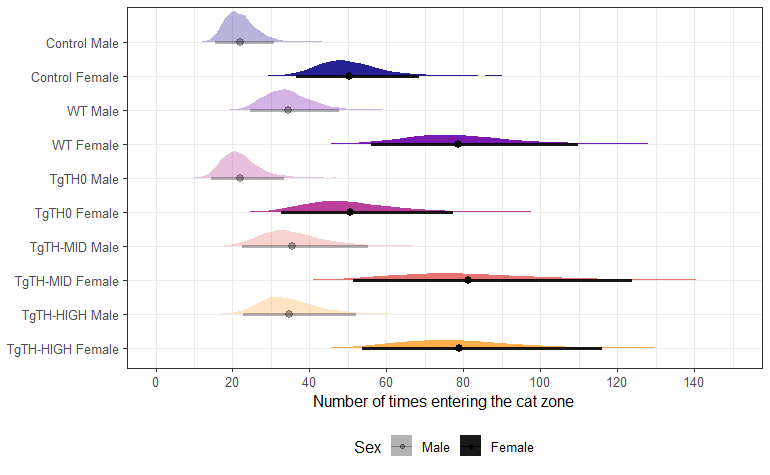 Control Male
Control Female
WT Male
WT Female
TgTH0 Male
TgTH0 Female
TgTH-MID Male
TgTH-MID Female
TgTH-HIGH Male
TgTH-HIGH Female
0 20 40 60 80 100 120 140
Number of times entering the cat zone
Sex Male Female